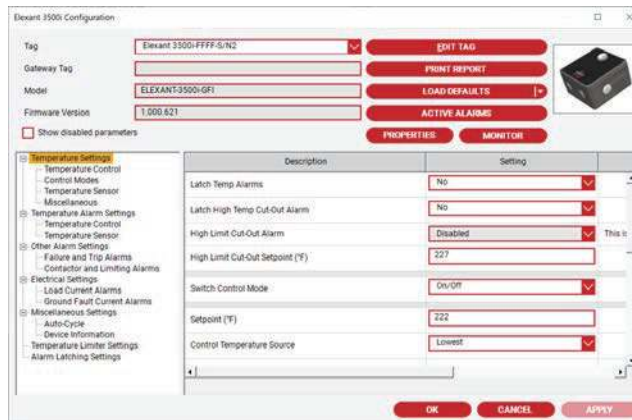 Elexant 3500i Configuration
Tag
Elexant 3500i-FFFF-S/N2
EDIT TAG
Gateway Tag
PRINT REPORT
Model
ELEXANT-3500i-GFI
LOAD DEFAULTS
Firmware Version
1,000,621
ACTIVE ALARMS
Show disabled parameters
PROPERTIES
MONITOR
Temperature Settings
Temperature Control
Control Modes
Temperature Sensor
Miscellaneous
Temperature Alarm Settings
Temperature Control
Temperature Sensor
Other Alarm Settings
Failure and Trip Alarms
Contactor and Limiting Alarms
Electrical Settings
Load Current Alarms
Ground Fault Current Alarms
Miscellaneous Settings
Auto-Cycle
Device Information
Temperature Limiter Settings
Alarm Latching Settings
Description
Setting
Latch Temp Alarms
No
Latch High Temp Cut-Out Alarm
No
High Limit Cut-Out Alarm
Disabled
This is
High Limit Cut-Out Setpoint (°F)
227
Switch Control Mode
On/Off
Setpoint (°F)
222
Control Temperature Source
Lowest
OK
CANCEL
APPLY